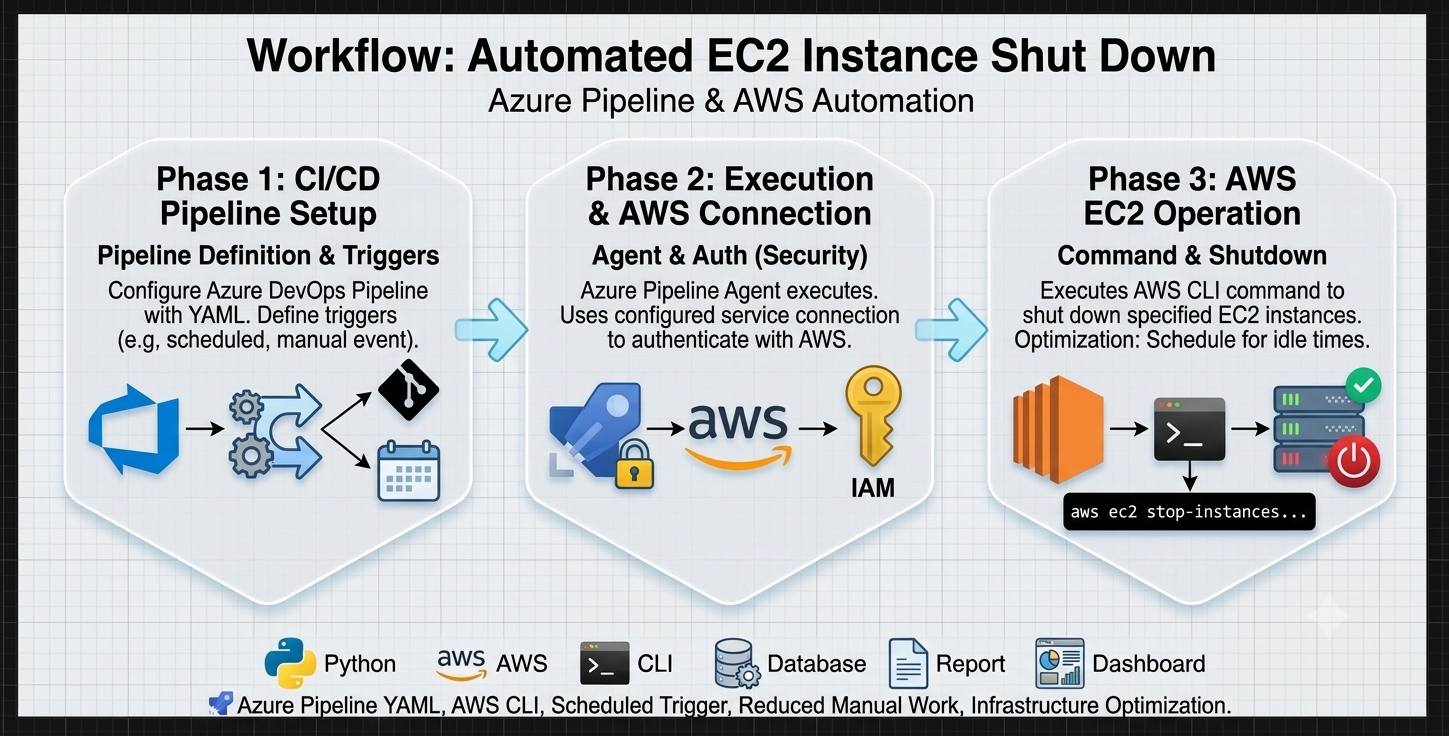 Workflow: Automated EC2 Instance Shut Down
Azure Pipeline & AWS Automation
Phase 1: CI/CD
Pipeline Setup
Pipeline Definition & Triggers
Configure Azure DevOps Pipeline
with YAML. Define triggers
(e.g, scheduled, manual event).
Phase 2: Execution
& AWS Connection
Agent & Auth (Security)
Azure Pipeline Agent executes.
Uses configured service connection
to authenticate with AWS.
aws
IAM
Phase 3: AWS
EC2 Operation
Command & Shutdown
Executes AWS CLI command to
shut down specified EC2 instances.
Optimization: Schedule for idle times.
>_
aws ec2 stop-instances...
Python
aws AWS
>_ CLI
Database
Report
Dashboard
Azure Pipeline YAML, AWS CLI, Scheduled Trigger, Reduced Manual Work, Infrastructure Optimization.